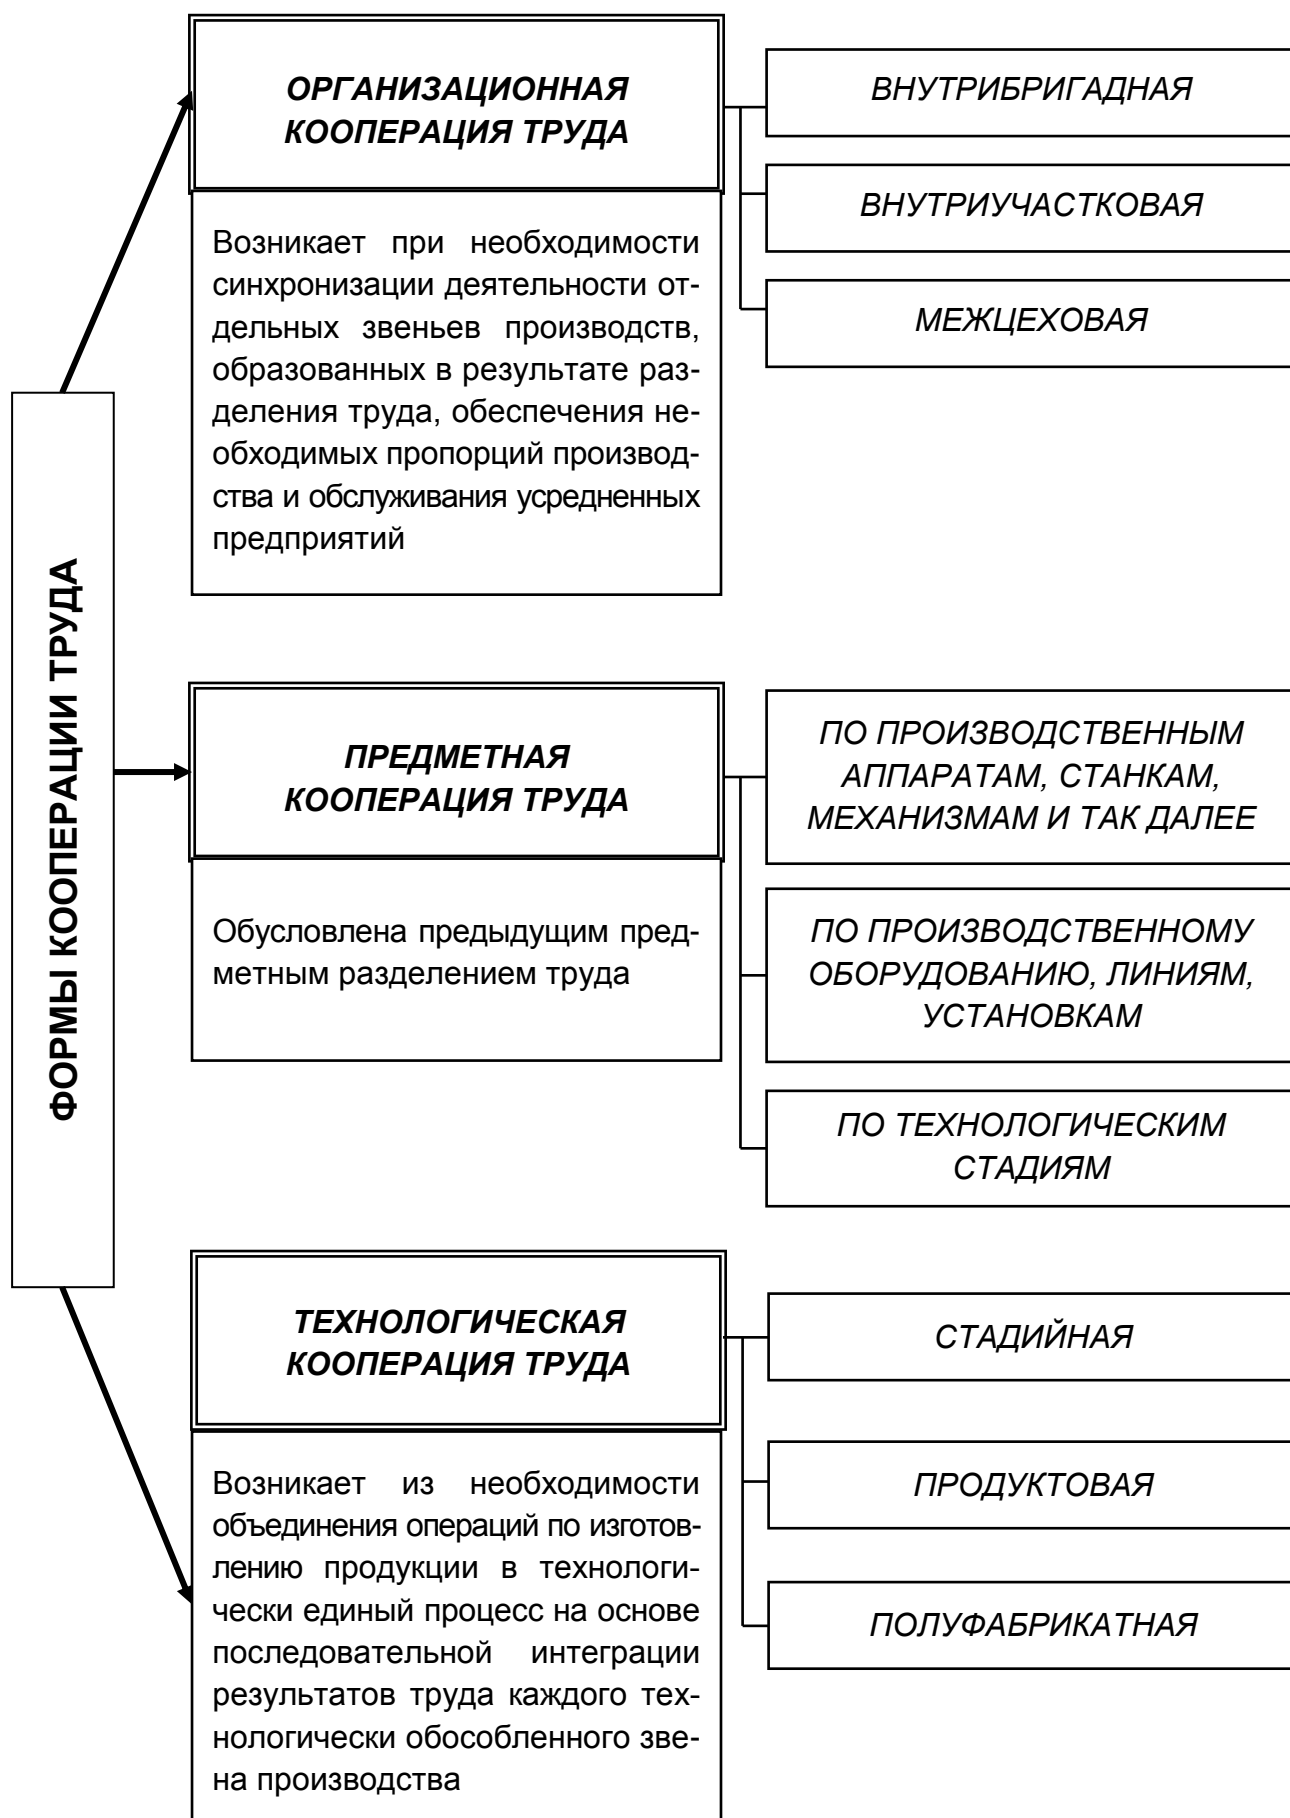 ФОРМЫ КООПЕРАЦИИ ТРУДА
ОРГАНИЗАЦИОННАЯ
КООПЕРАЦИЯ ТРУДА
Возникает при необходимости
синхронизации деятельности от-
дельных звеньев производств,
образованных в результате раз-
деления труда, обеспечения не-
обходимых пропорций производ-
ства и обслуживания усредненных
предприятий
ВНУТРИБРИГАДНАЯ
ВНУТРИУЧАСТКОВАЯ
МЕЖЦЕХОВАЯ
ПРЕДМЕТНАЯ
КООПЕРАЦИЯ ТРУДА
Обусловлена предыдущим пред-
метным разделением труда
ПО ПРОИЗВОДСТВЕННЫМ
АППАРАТАМ, СТАНКАМ,
МЕХАНИЗМАМ И ТАК ДАЛЕЕ
ПО ПРОИЗВОДСТВЕННОМУ
ОБОРУДОВАНИЮ, ЛИНИЯМ,
УСТАНОВКАМ
ПО ТЕХНОЛОГИЧЕСКИМ
СТАДИЯМ
ТЕХНОЛОГИЧЕСКАЯ
КООПЕРАЦИЯ ТРУДА
Возникает из необходимости
объединения операций по изготов-
лению продукции в технологи-
чески единый процесс на основе
последовательной интеграции
результатов труда каждого тех-
нологически обособленного зве-
на производства
СТАДИЙНАЯ
ПРОДУКТОВАЯ
ПОЛУФАБРИКАТНАЯ